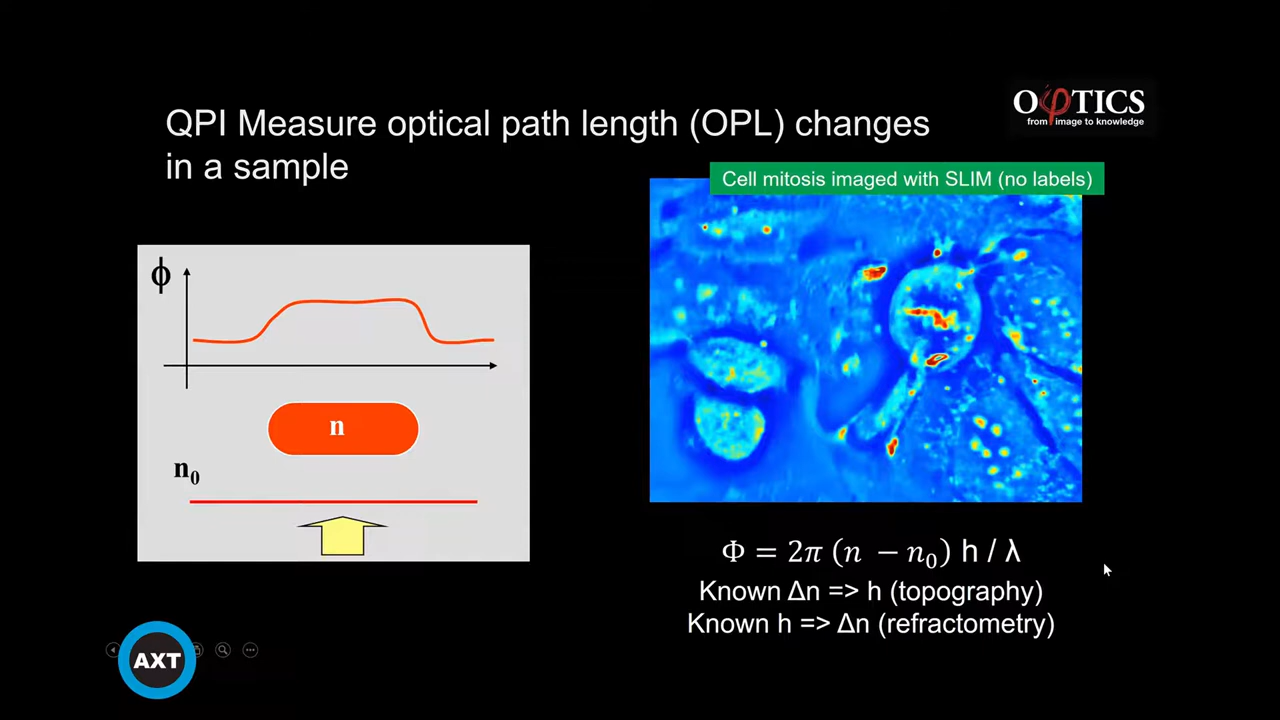 QPI Measure optical path length (OPL) changes
in a sample
OφTICS
from image to knowledge
Cell mitosis imaged with SLIM (no labels)
ϕ
n
n₀
Φ = 2π (n − n₀) h / λ
Known Δn => h (topography)
Known h => Δn (refractometry)
AXT